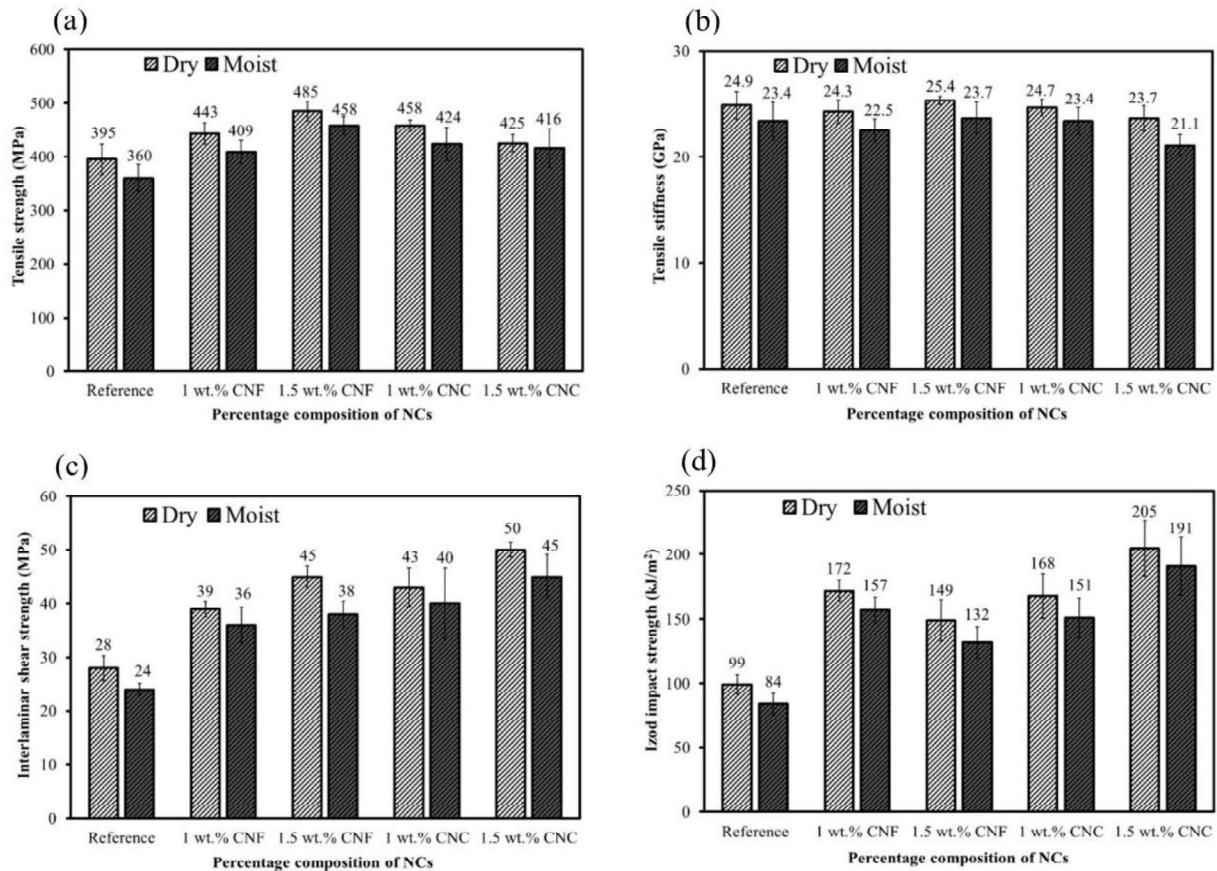 (a)
Tensile strength (MPa)
600
500
400
300
200
100
0
Dry Moist
395 360
443 409
485 458
458 424
425 416
Reference 1 wt.% CNF 1.5 wt.% CNF 1 wt.% CNC 1.5 wt.% CNC
Percentage composition of NCs
(b)
Tensile stiffness (GPa)
30
20
10
0
Dry Moist
24.9 23.4
24.3 22.5
25.4 23.7
24.7 23.4
23.7 21.1
Reference 1 wt.% CNF 1.5 wt.% CNF 1 wt.% CNC 1.5 wt.% CNC
Percentage composition of NCs
(c)
Interlaminar shear strength (MPa)
60
50
40
30
20
10
0
Dry Moist
28 24
39 36
45 38
43 40
50 45
Reference 1 wt.% CNF 1.5 wt.% CNF 1 wt.% CNC 1.5 wt.% CNC
Percentage composition of NCs
(d)
Izod impact strength (kJ/m²)
250
200
150
100
50
0
Dry Moist
99 84
172 157
149 132
168 151
205 191
Reference 1 wt.% CNF 1.5 wt.% CNF 1 wt.% CNC 1.5 wt.% CNC
Percentage composition of NCs